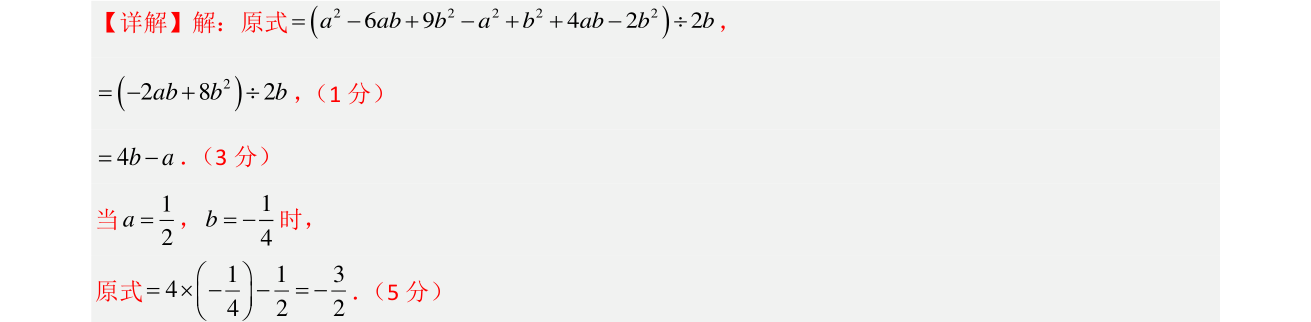 【详解】解：原式=(a²－6ab+9b²－a²+b²+4ab－2b²)÷2b，
=(－2ab+8b²)÷2b，（1 分）
=4b－a．（3 分）
当a=1/2，b=－1/4时，
原式=4×(－1/4)－1/2=－3/2．（5 分）